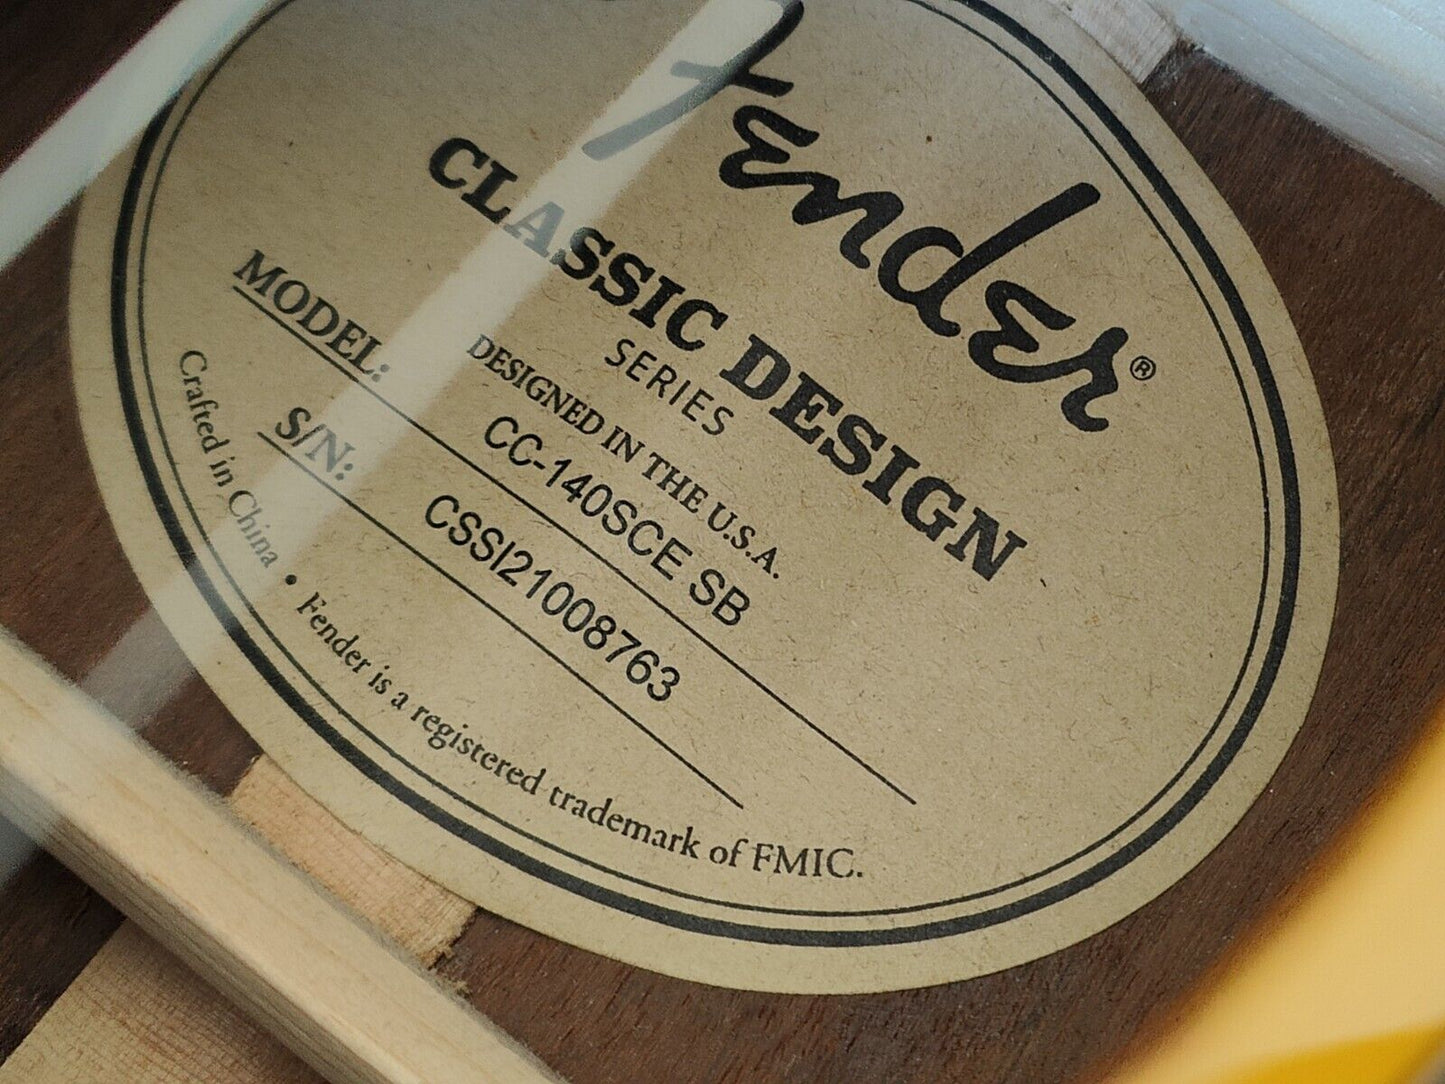 Fender®
CLASSIC DESIGN
SERIES
DESIGNED IN THE U.S.A.
MODEL: CC-140SCE SB
S/N: CSSI21008763
Crafted in China • Fender is a registered trademark of FMIC.